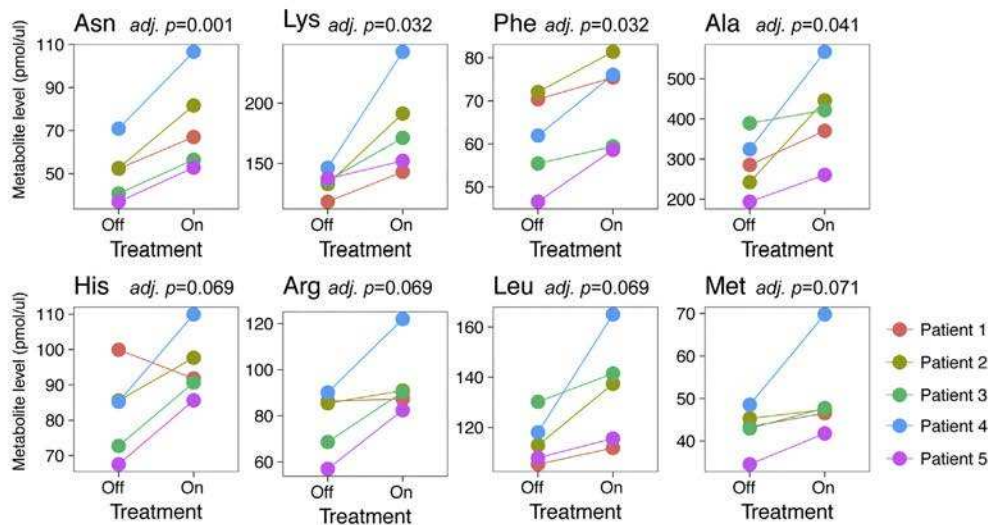 Asn adj. p=0.001
Lys adj. p=0.032
Phe adj. p=0.032
Ala adj. p=0.041
Metabolite level (pmol/ul)
110
90
70
50
Off On
Treatment
200
150
Off On
Treatment
80
70
60
50
Off On
Treatment
500
400
300
200
Off On
Treatment
His adj. p=0.069
Arg adj. p=0.069
Leu adj. p=0.069
Met adj. p=0.071
Metabolite level (pmol/ul)
110
100
90
80
70
Off On
Treatment
120
100
80
60
Off On
Treatment
160
140
120
Off On
Treatment
70
60
50
40
Off On
Treatment
Patient 1
Patient 2
Patient 3
Patient 4
Patient 5